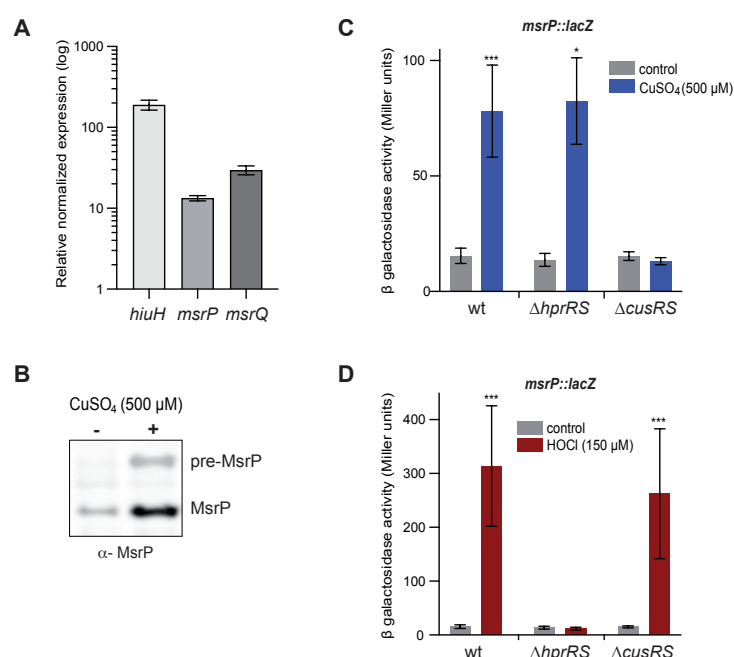 A
Relative normalized expression (log)
1000
100
10
1
hiuH msrP msrQ
B
CuSO₄ (500 µM)
- +
pre-MsrP
MsrP
α- MsrP
C
msrP::lacZ
β galactosidase activity (Miller units)
100
50
0
*** *
control
CuSO₄ (500 µM)
wt ΔhprRS ΔcusRS
D
msrP::lacZ
β galactosidase activity (Miller units)
400
300
200
100
0
*** ***
control
HOCl (150 µM)
wt ΔhprRS ΔcusRS